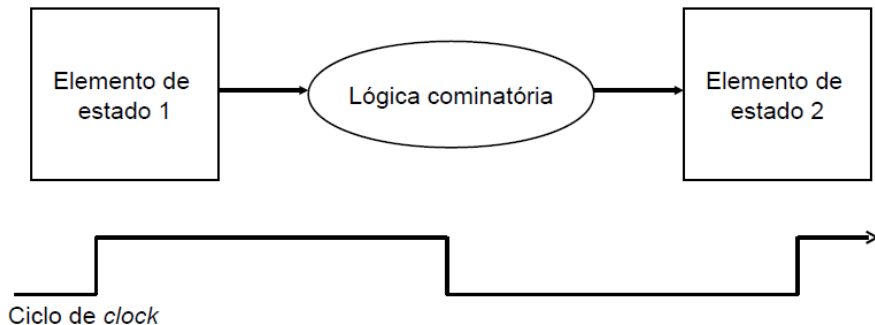 Elemento de
estado 1
Lógica cominatória
Elemento de
estado 2
Ciclo de clock